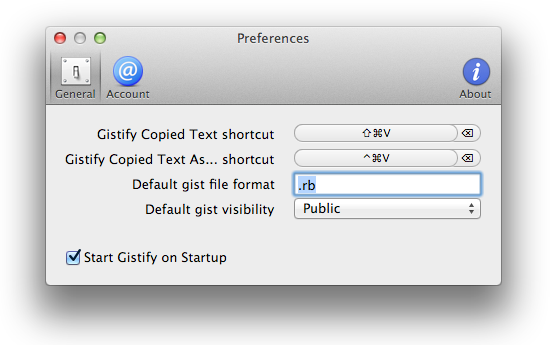 Preferences
General
Account
About
Gistify Copied Text shortcut ⇧⌘V
Gistify Copied Text As... shortcut ^⌘V
Default gist file format .rb
Default gist visibility Public
Start Gistify on Startup